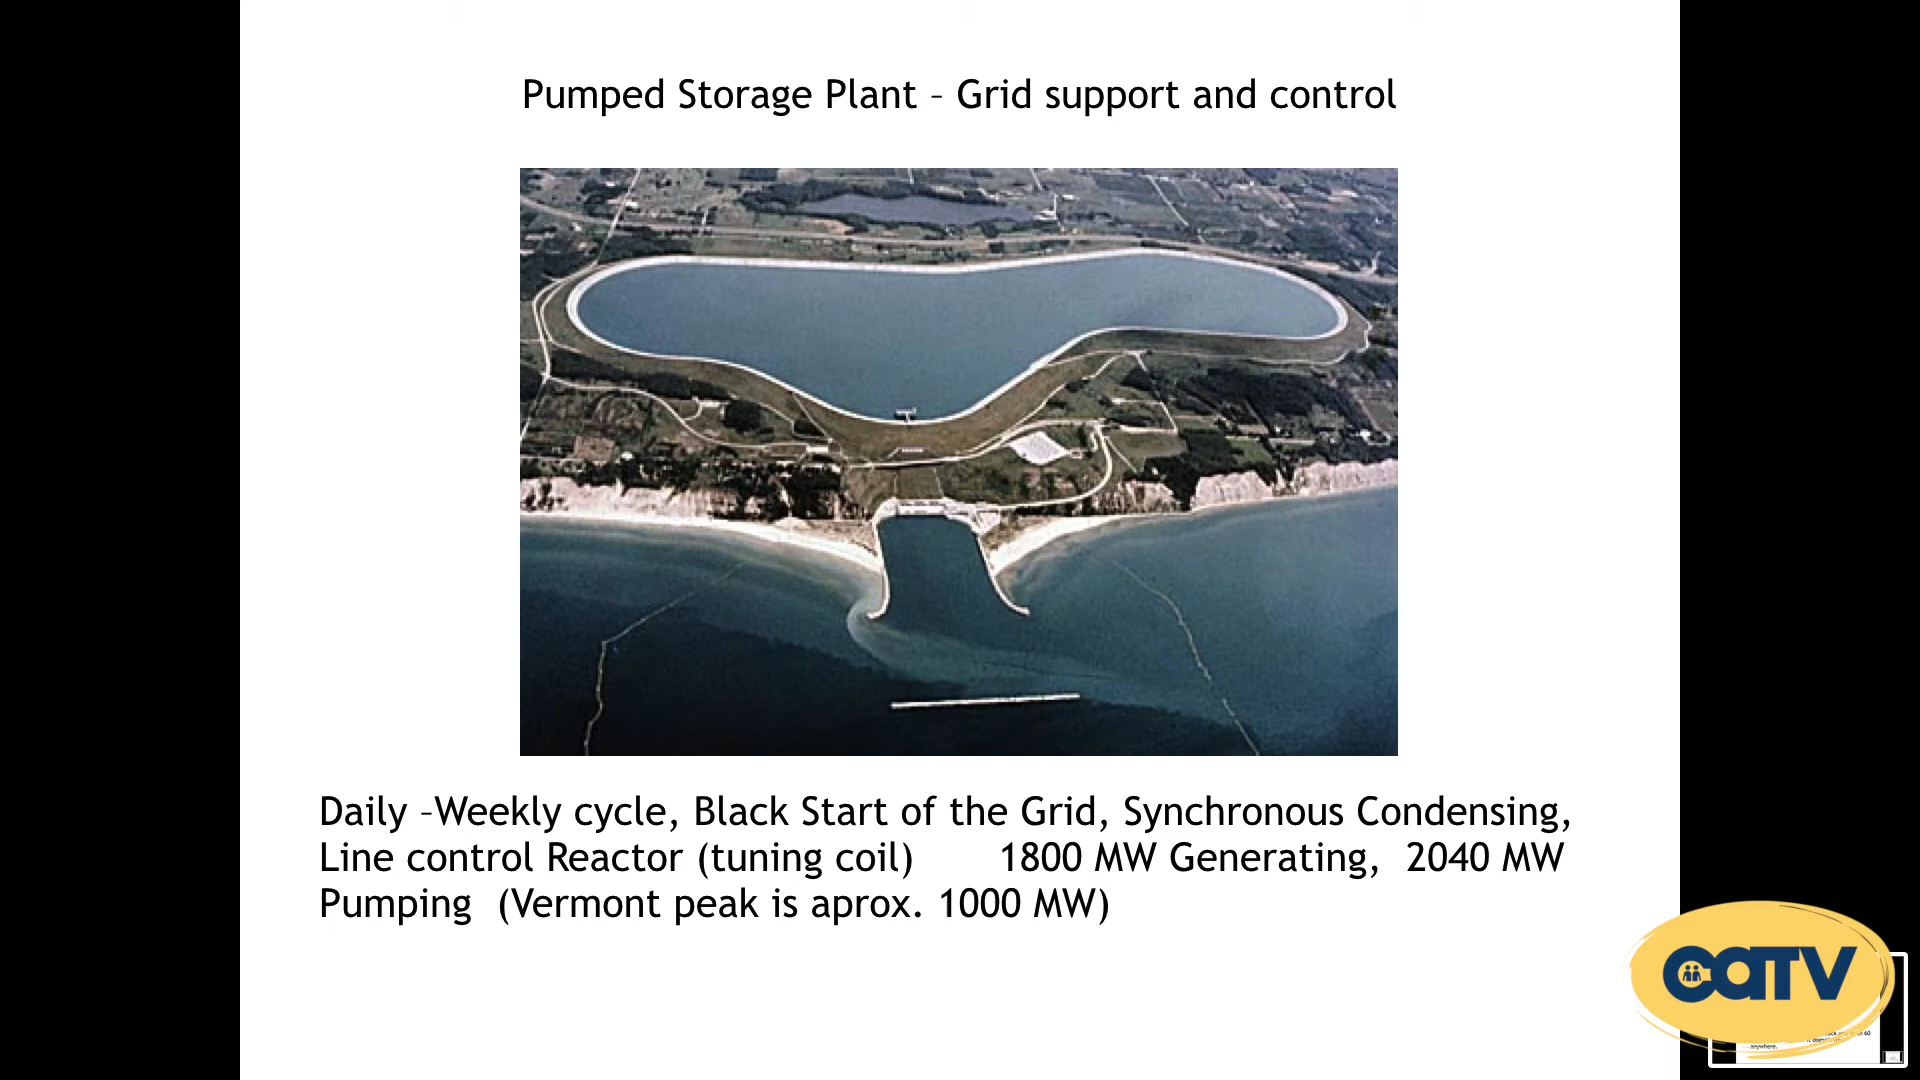 Pumped Storage Plant – Grid support and control
Daily –Weekly cycle, Black Start of the Grid, Synchronous Condensing,
Line control Reactor (tuning coil) 1800 MW Generating, 2040 MW
Pumping (Vermont peak is aprox. 1000 MW)
caTV
anywhere.